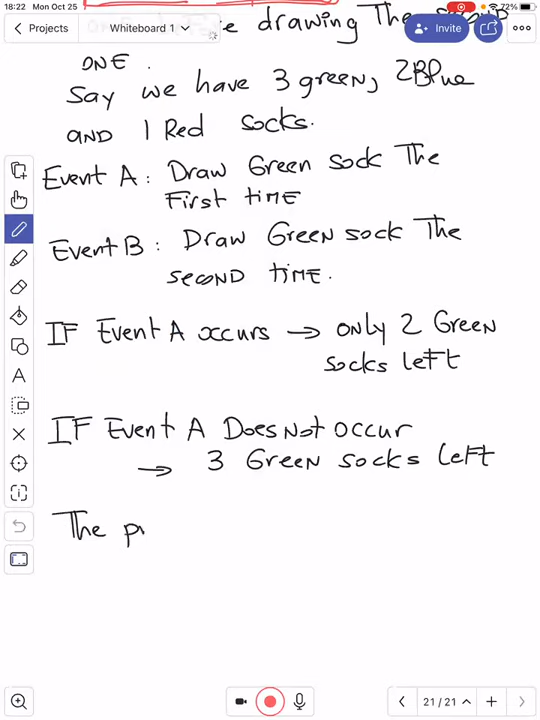 18:22 Mon Oct 25
72%
Projects
Whiteboard 1
Invite
drawing The
ONE.
Say we have 3 green, 2Blue
AND 1 Red socks.
Event A: Draw Green sock The
First time
Event B: Draw Green sock The
second time.
IF Event A occurs → only 2 Green
socks left
IF Event A Does Not occur
→ 3 Green socks left
The pr
A
21/21